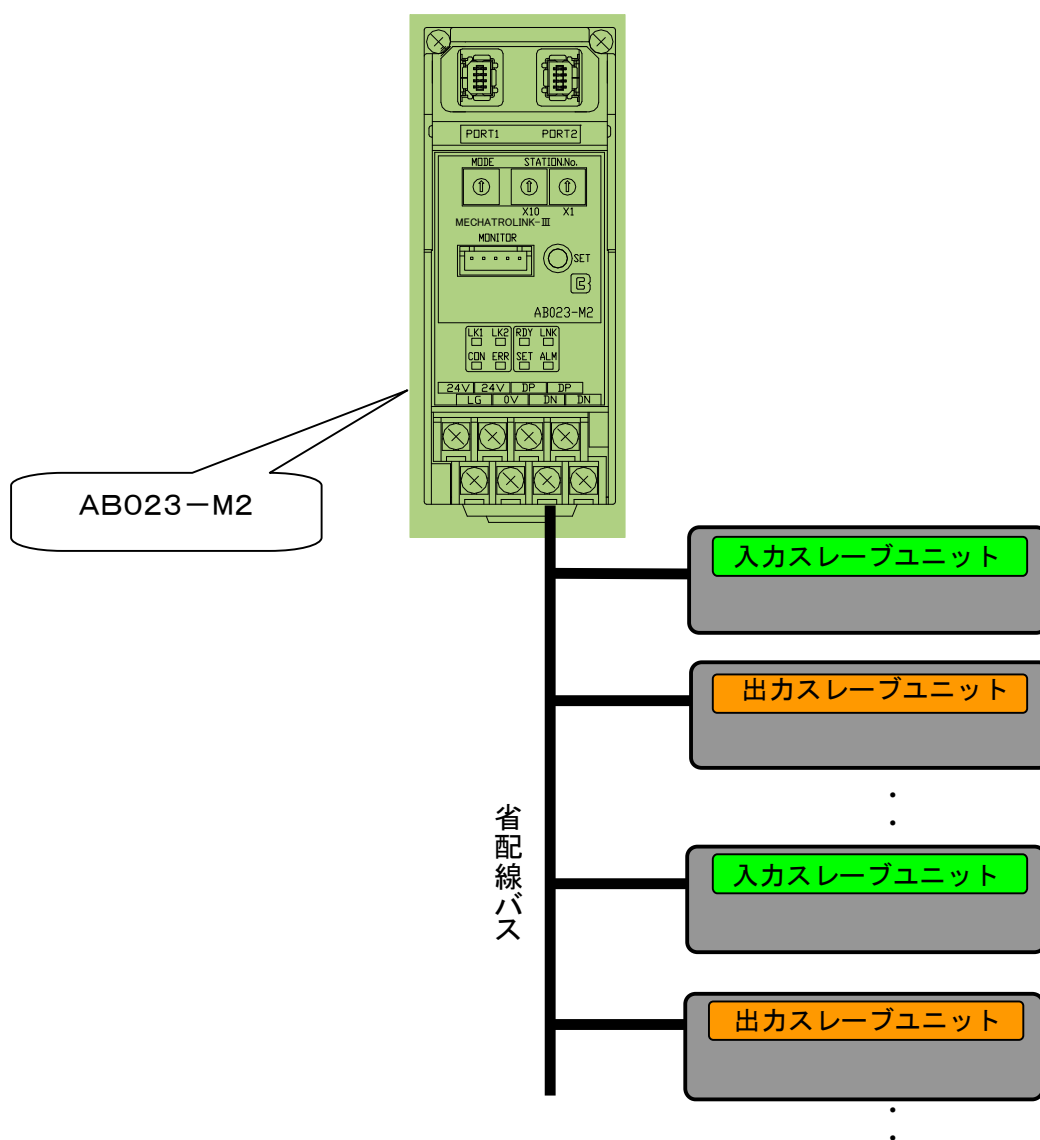 PORT1 PORT2
MODE STATION.No.
X10 X1
MECHATROLINK-Ⅲ
MONITOR
SET
AB023-M2
LK1 LK2 RDY LNK
CON ERR SET ALM
24V 24V DP DP
LG 0V DN DN
AB023−M2
入力スレーブユニット
出力スレーブユニット
省配線バス
入力スレーブユニット
出力スレーブユニット